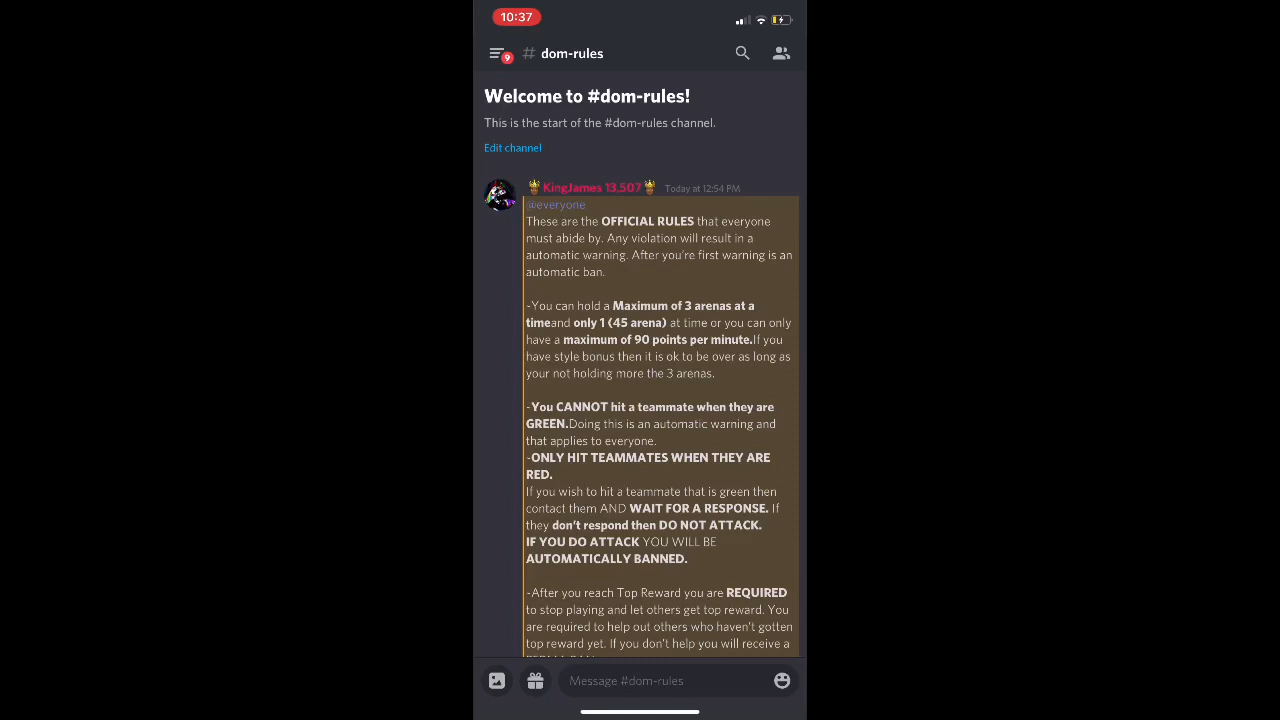 10:37
9
# dom-rules
Welcome to #dom-rules!
This is the start of the #dom-rules channel.
Edit channel
KingJames 13,507 Today at 12:54 PM
@everyone
These are the OFFICIAL RULES that everyone
must abide by. Any violation will result in a
automatic warning. After you're first warning is an
automatic ban.
-You can hold a Maximum of 3 arenas at a
timeand only 1 (45 arena) at time or you can only
have a maximum of 90 points per minute.If you
have style bonus then it is ok to be over as long as
your not holding more the 3 arenas.
-You CANNOT hit a teammate when they are
GREEN.Doing this is an automatic warning and
that applies to everyone.
-ONLY HIT TEAMMATES WHEN THEY ARE
RED.
If you wish to hit a teammate that is green then
contact them AND WAIT FOR A RESPONSE. If
they don't respond then DO NOT ATTACK.
IF YOU DO ATTACK YOU WILL BE
AUTOMATICALLY BANNED.
-After you reach Top Reward you are REQUIRED
to stop playing and let others get top reward. You
are required to help out others who haven't gotten
top reward yet. If you don't help you will receive a
Message #dom-rules